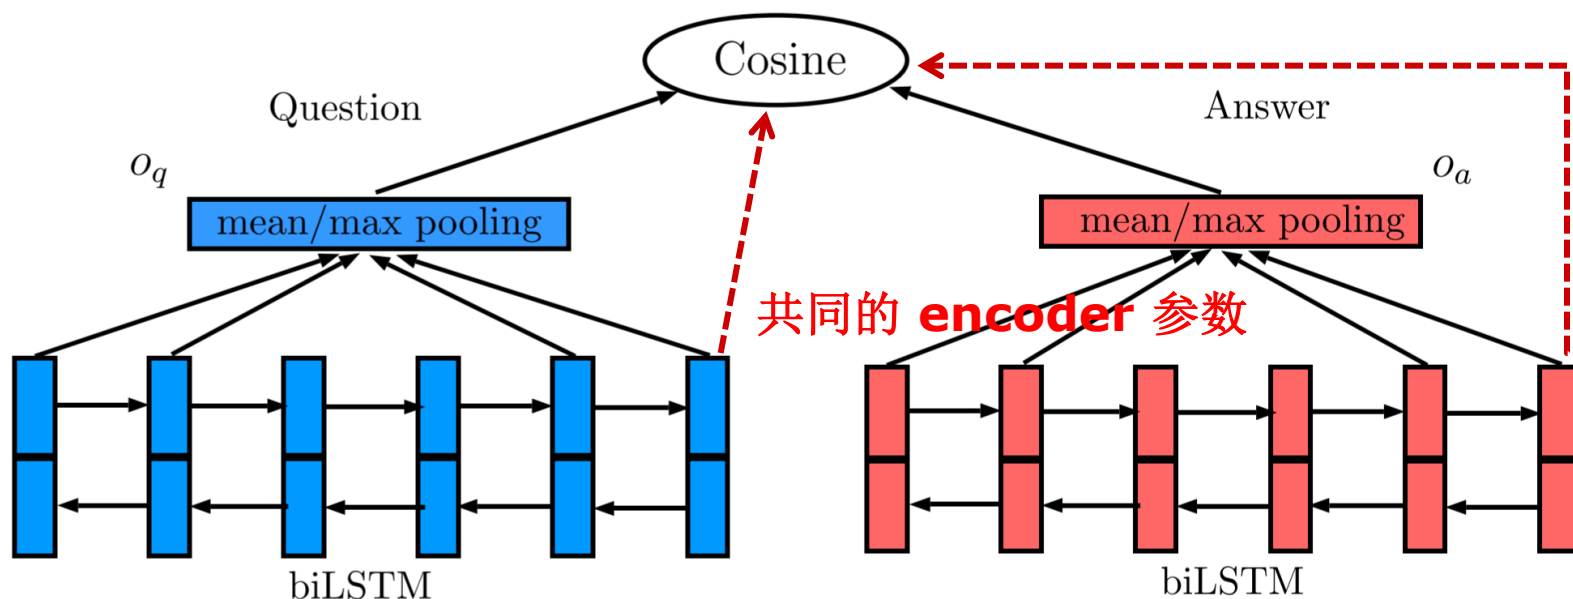 Cosine
Question
Answer
o_q
o_a
mean/max pooling
mean/max pooling
共同的 encoder 参数
biLSTM
biLSTM